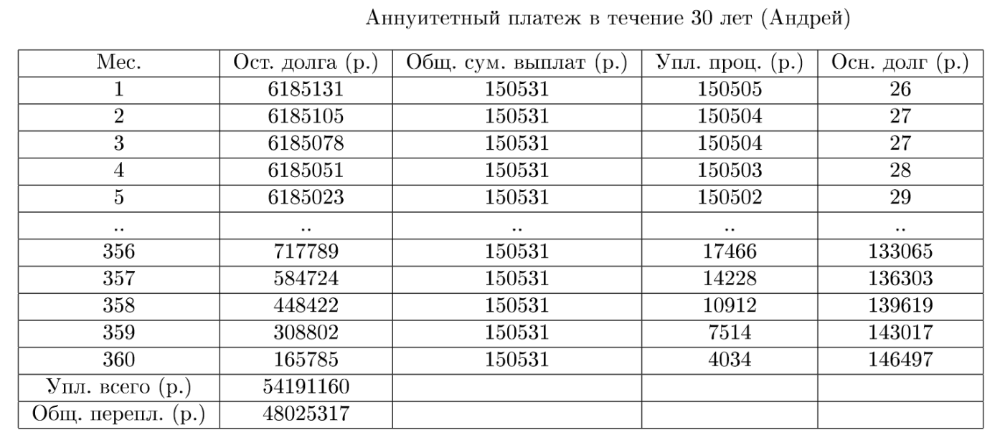 Аннуитетный платеж в течение 30 лет (Андрей)
Мес. Ост. долга (р.) Общ. сум. выплат (р.) Упл. проц. (р.) Осн. долг (р.)
1 6185131 150531 150505 26
2 6185105 150531 150504 27
3 6185078 150531 150504 27
4 6185051 150531 150503 28
5 6185023 150531 150502 29
.. .. .. .. ..
356 717789 150531 17466 133065
357 584724 150531 14228 136303
358 448422 150531 10912 139619
359 308802 150531 7514 143017
360 165785 150531 4034 146497
Упл. всего (р.) 54191160
Общ. перепл. (р.) 48025317